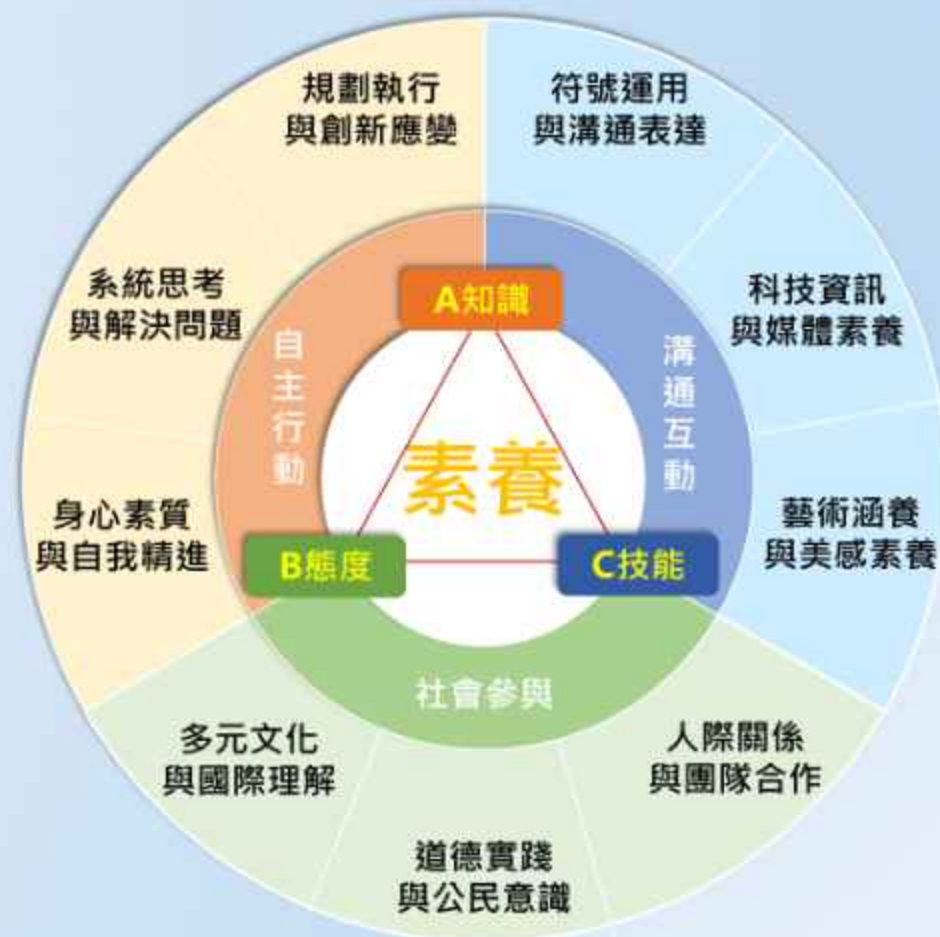 規劃執行
與創新應變
符號運用
與溝通表達
系統思考
與解決問題
科技資訊
與媒體素養
A知識
自主行動
溝通互動
素養
身心素質
與自我精進
藝術涵養
與美感素養
B態度
C技能
社會參與
多元文化
與國際理解
人際關係
與團隊合作
道德實踐
與公民意識